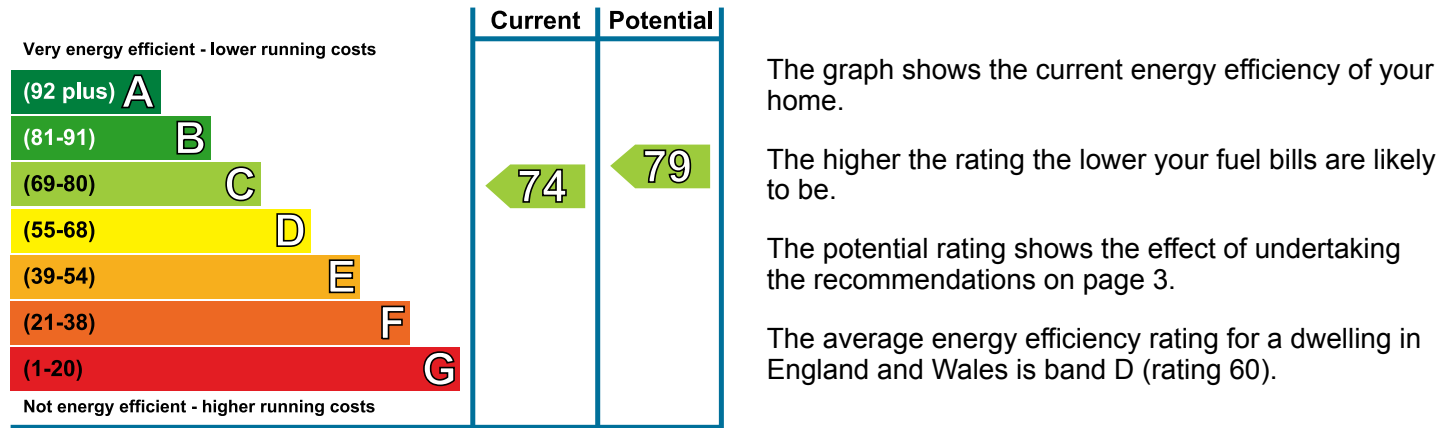 Current Potential
Very energy efficient - lower running costs
(92 plus) A
(81-91) B
(69-80) C
(55-68) D
(39-54) E
(21-38) F
(1-20) G
Not energy efficient - higher running costs
74
79
The graph shows the current energy efficiency of your
home.
The higher the rating the lower your fuel bills are likely
to be.
The potential rating shows the effect of undertaking
the recommendations on page 3.
The average energy efficiency rating for a dwelling in
England and Wales is band D (rating 60).